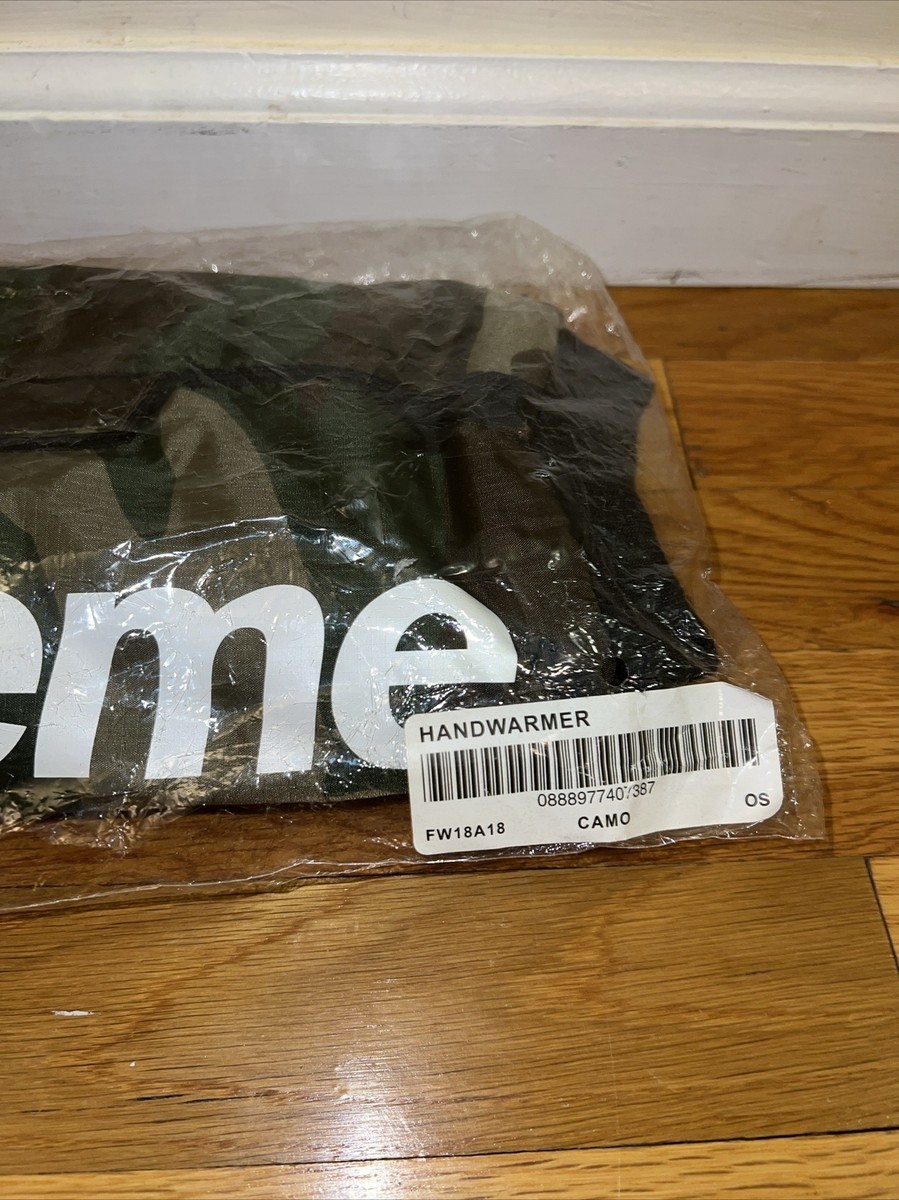 eme
HANDWARMER
0888977407387
FW18A18
CAMO
OS